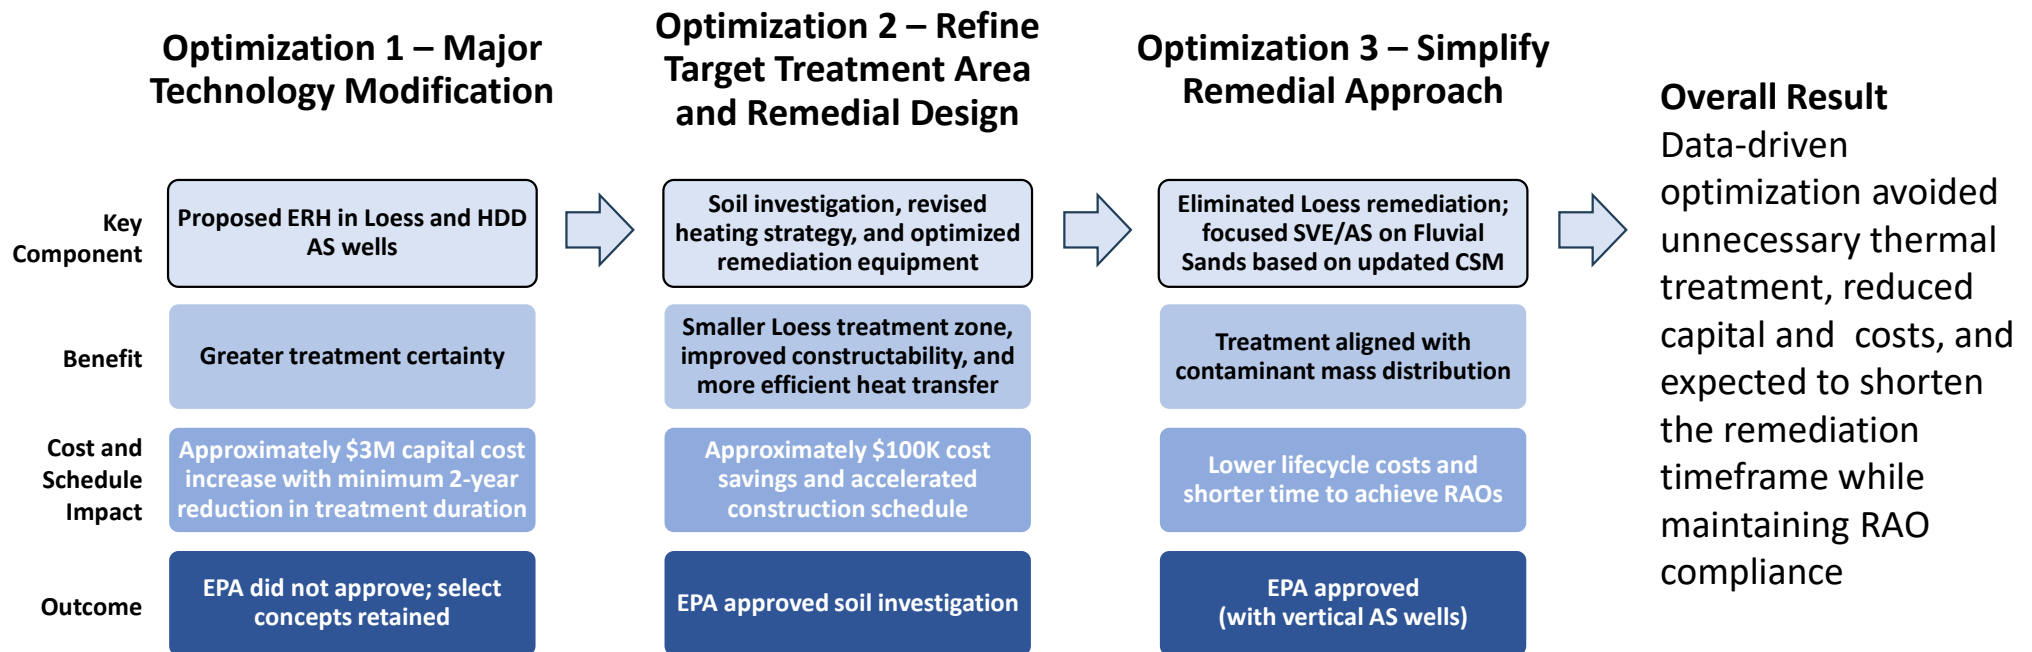 Optimization 1 – Major
Technology Modification
Optimization 2 – Refine
Target Treatment Area
and Remedial Design
Optimization 3 – Simplify
Remedial Approach
Key
Component
Proposed ERH in Loess and HDD
AS wells
Soil investigation, revised
heating strategy, and optimized
remediation equipment
Eliminated Loess remediation;
focused SVE/AS on Fluvial
Sands based on updated CSM
Benefit
Greater treatment certainty
Smaller Loess treatment zone,
improved constructability, and
more efficient heat transfer
Treatment aligned with
contaminant mass distribution
Cost and
Schedule
Impact
Approximately $3M capital cost
increase with minimum 2-year
reduction in treatment duration
Approximately $100K cost
savings and accelerated
construction schedule
Lower lifecycle costs and
shorter time to achieve RAOs
Outcome
EPA did not approve; select
concepts retained
EPA approved soil investigation
EPA approved
(with vertical AS wells)
Overall Result
Data-driven
optimization avoided
unnecessary thermal
treatment, reduced
capital and  costs, and
expected to shorten
the remediation
timeframe while
maintaining RAO
compliance